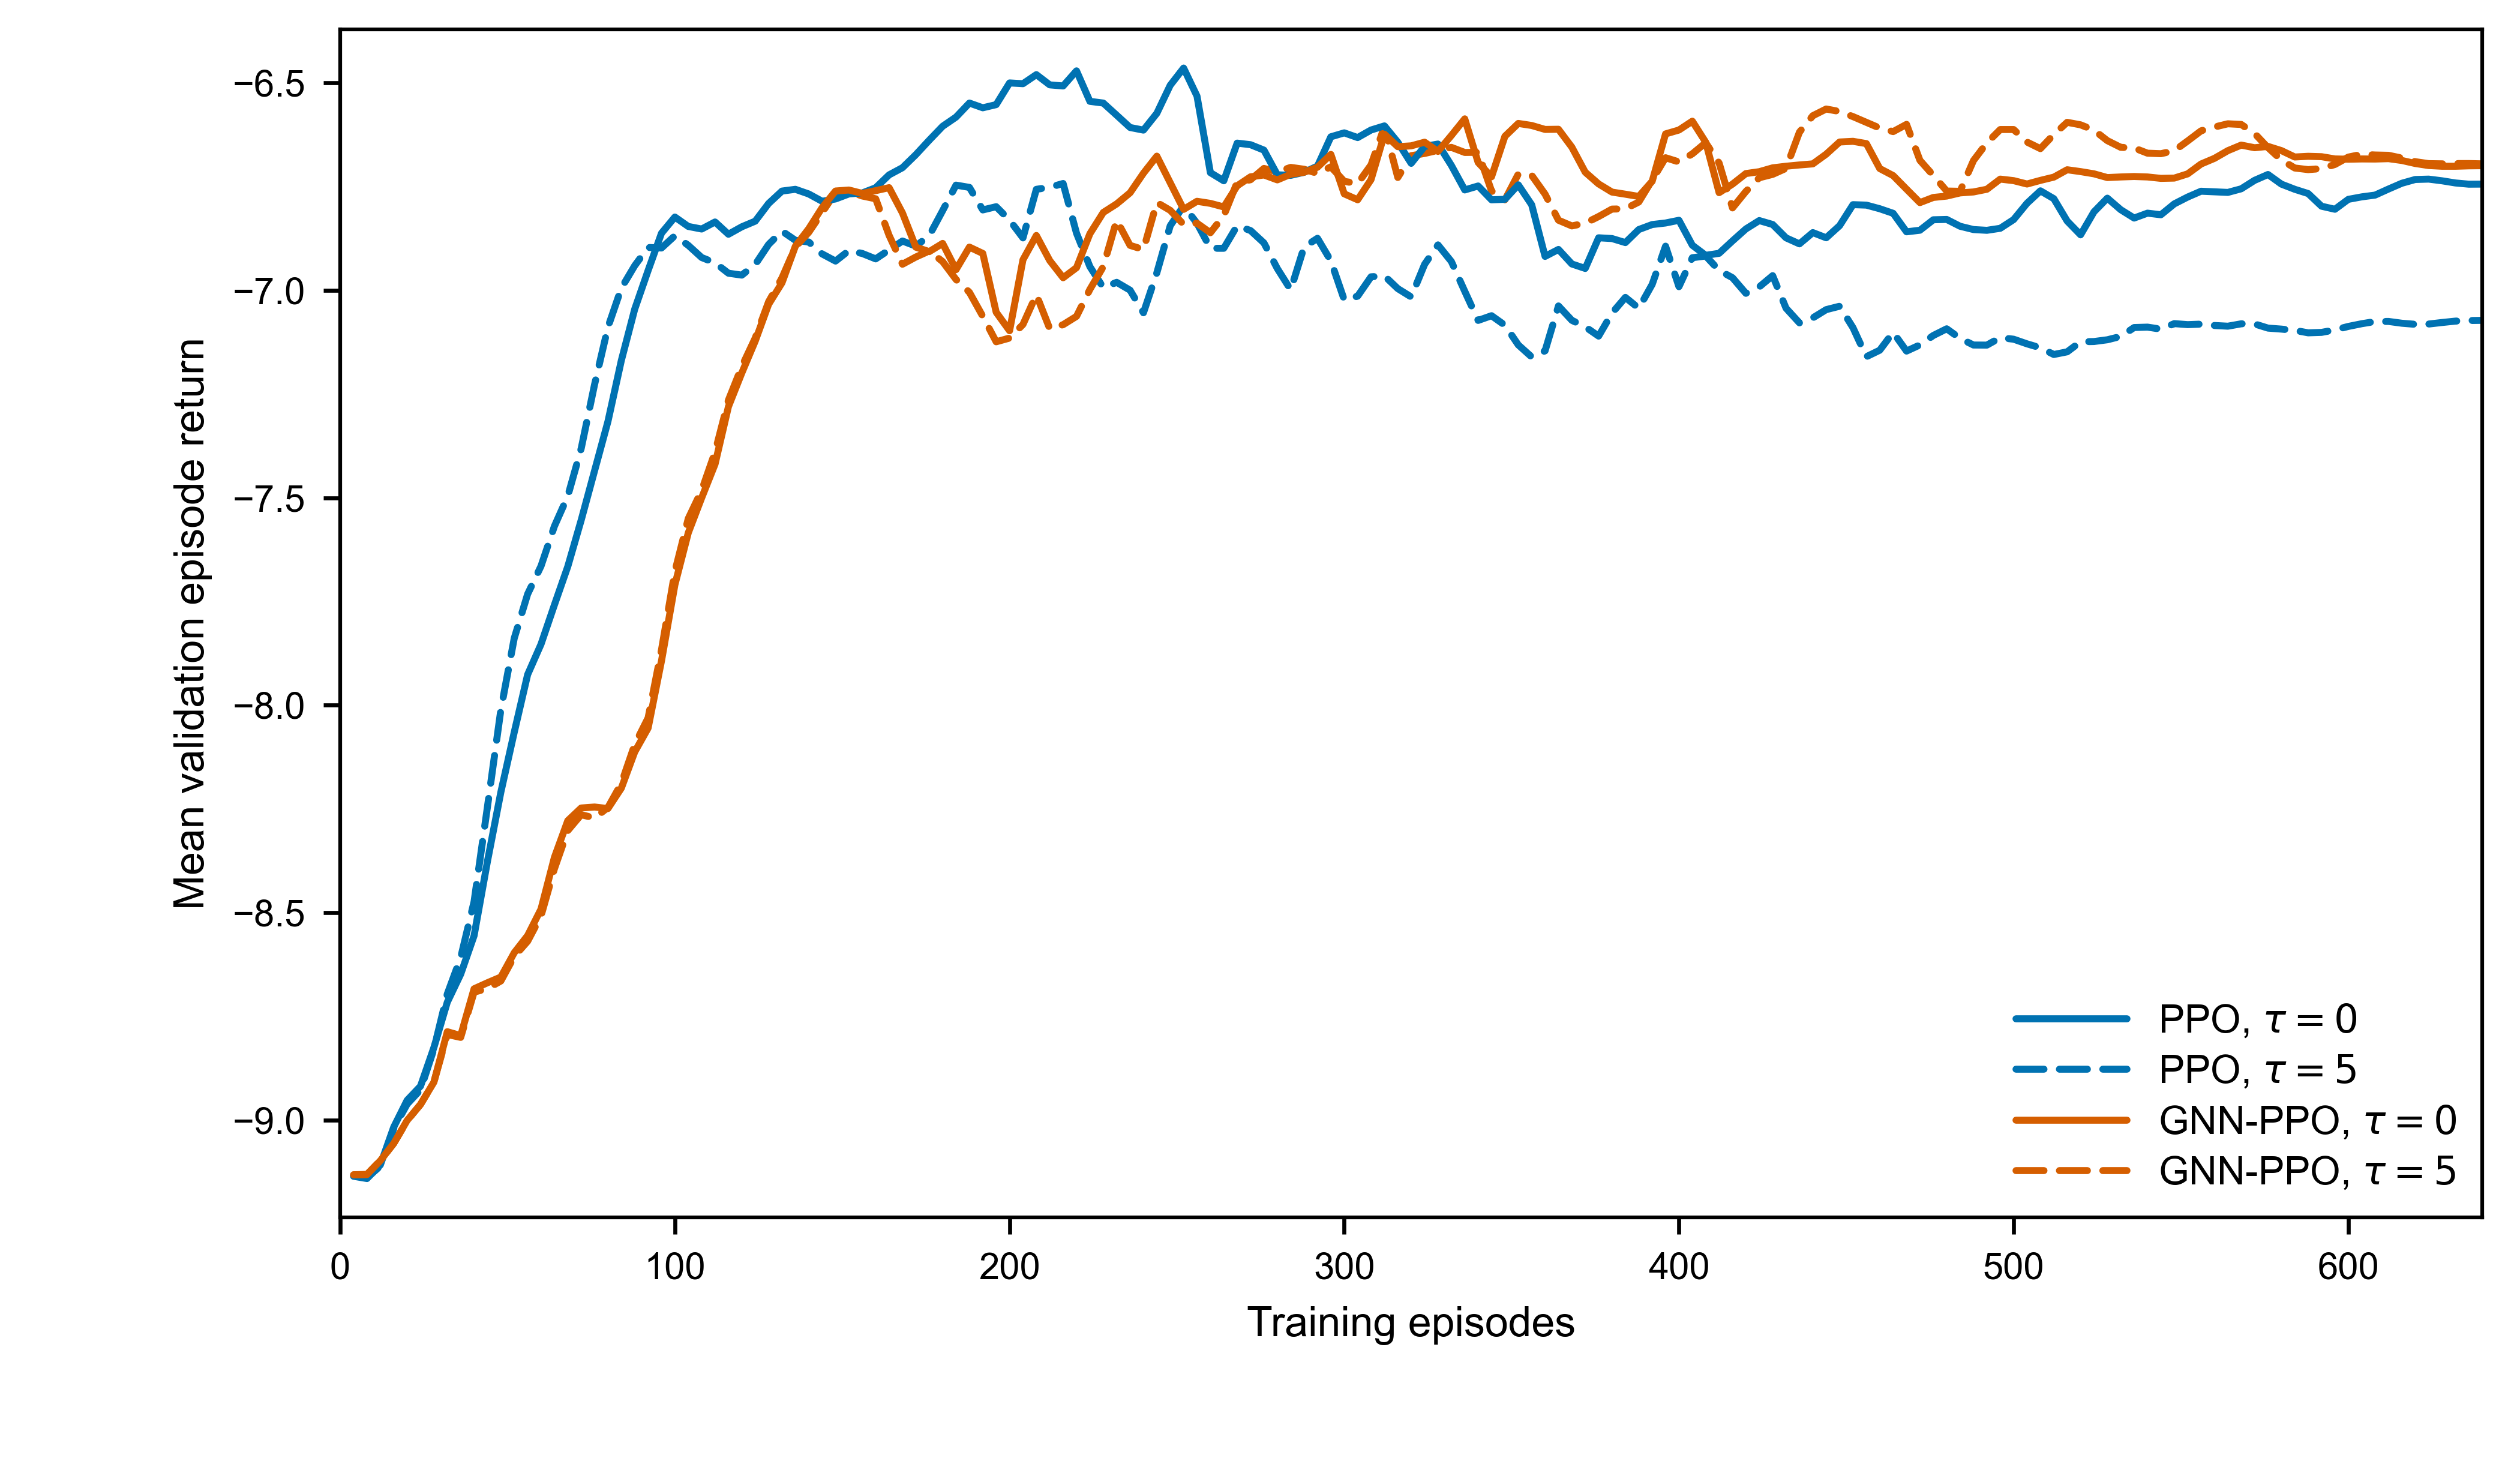 Mean validation episode return
−6.5
−7.0
−7.5
−8.0
−8.5
−9.0
PPO, τ = 0
PPO, τ = 5
GNN-PPO, τ = 0
GNN-PPO, τ = 5
0 100 200 300 400 500 600
Training episodes